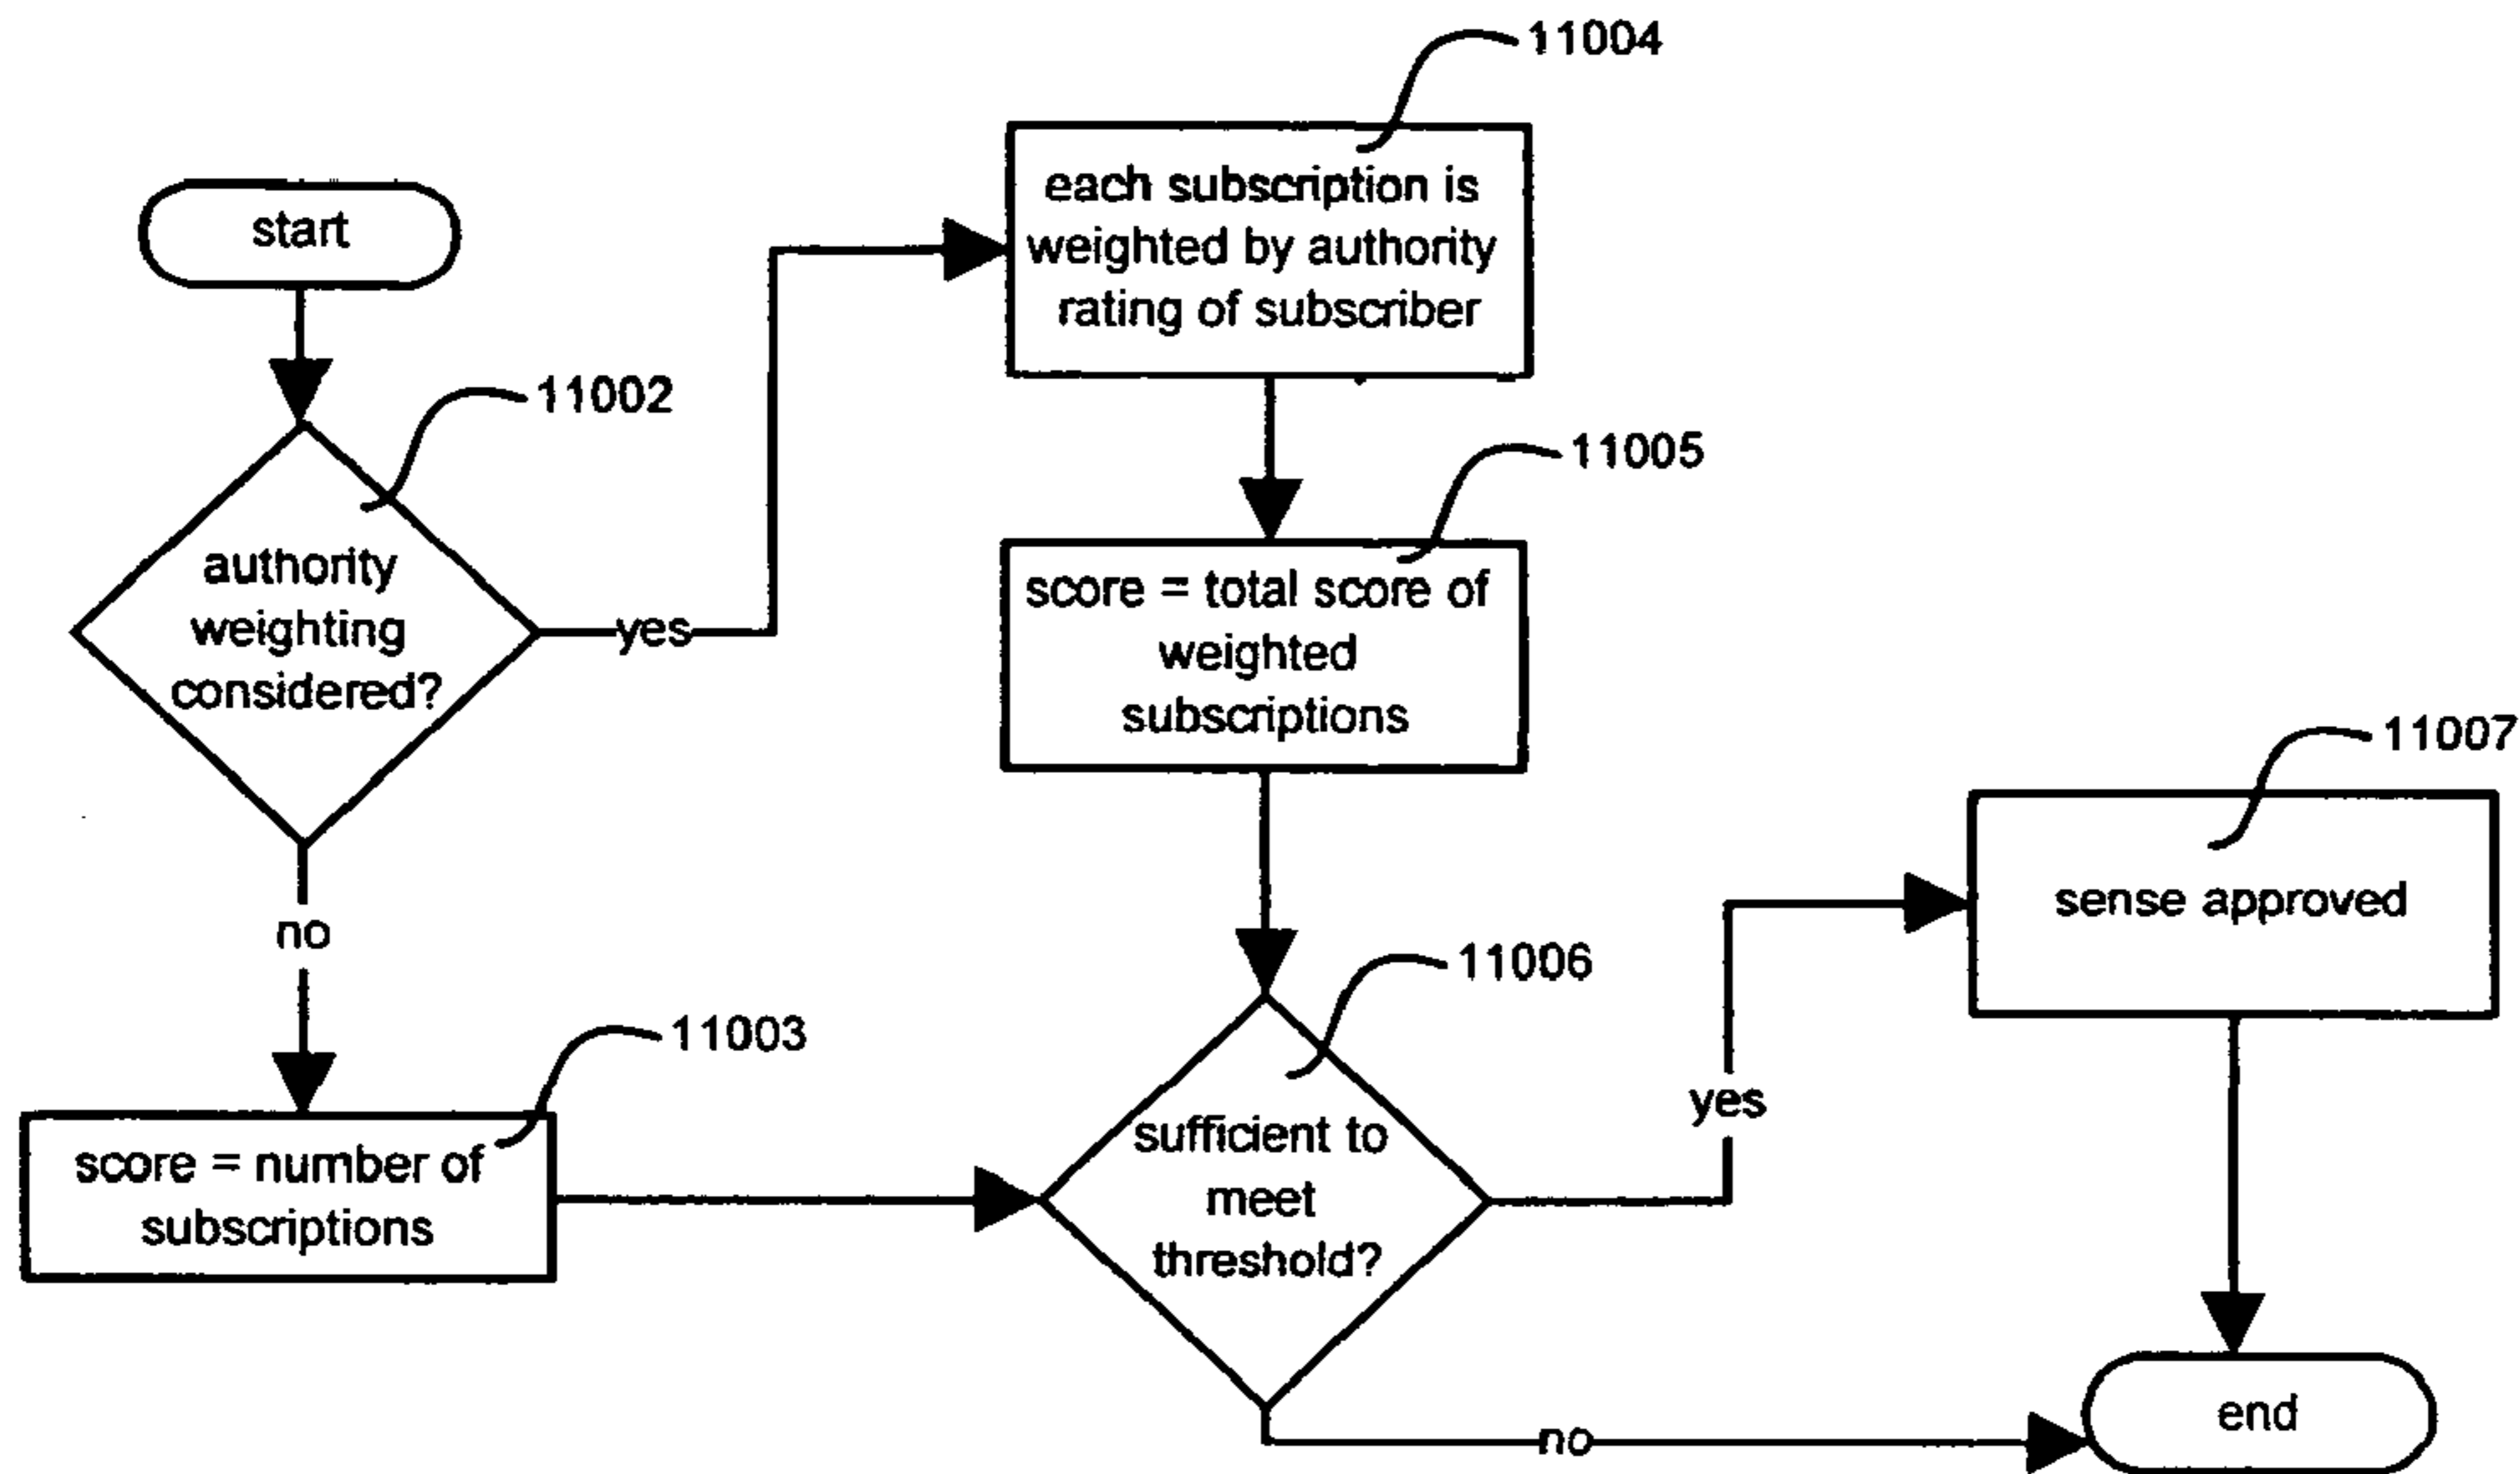 start
11002
authority
weighting
considered?
yes
no
11003
score = number of
subscriptions
11004
each subscription is
weighted by authority
rating of subscriber
11005
score = total score of
weighted
subscriptions
11006
sufficient to
meet
threshold?
yes
no
11007
sense approved
end